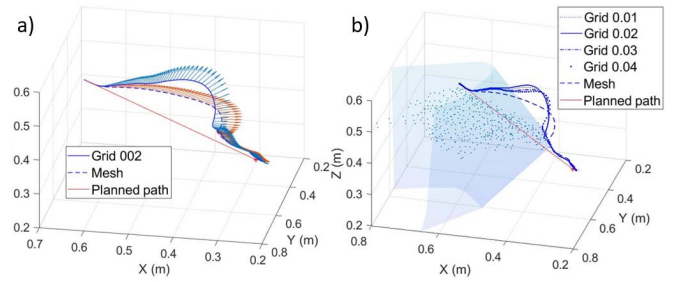 a)
0.6
0.5
0.4
0.3
0.2
Grid 002
Mesh
Planned path
0.7
0.6
0.5
0.4
0.3
0.2
X (m)
0.2
0.4
0.6
0.8
Y (m)
b)
Grid 0.01
Grid 0.02
Grid 0.03
Grid 0.04
Mesh
Planned path
0.6
0.5
0.4
0.3
0.2
Z (m)
0.8
0.6
0.4
0.2
X (m)
0.2
0.4
0.6
0.8
Y (m)